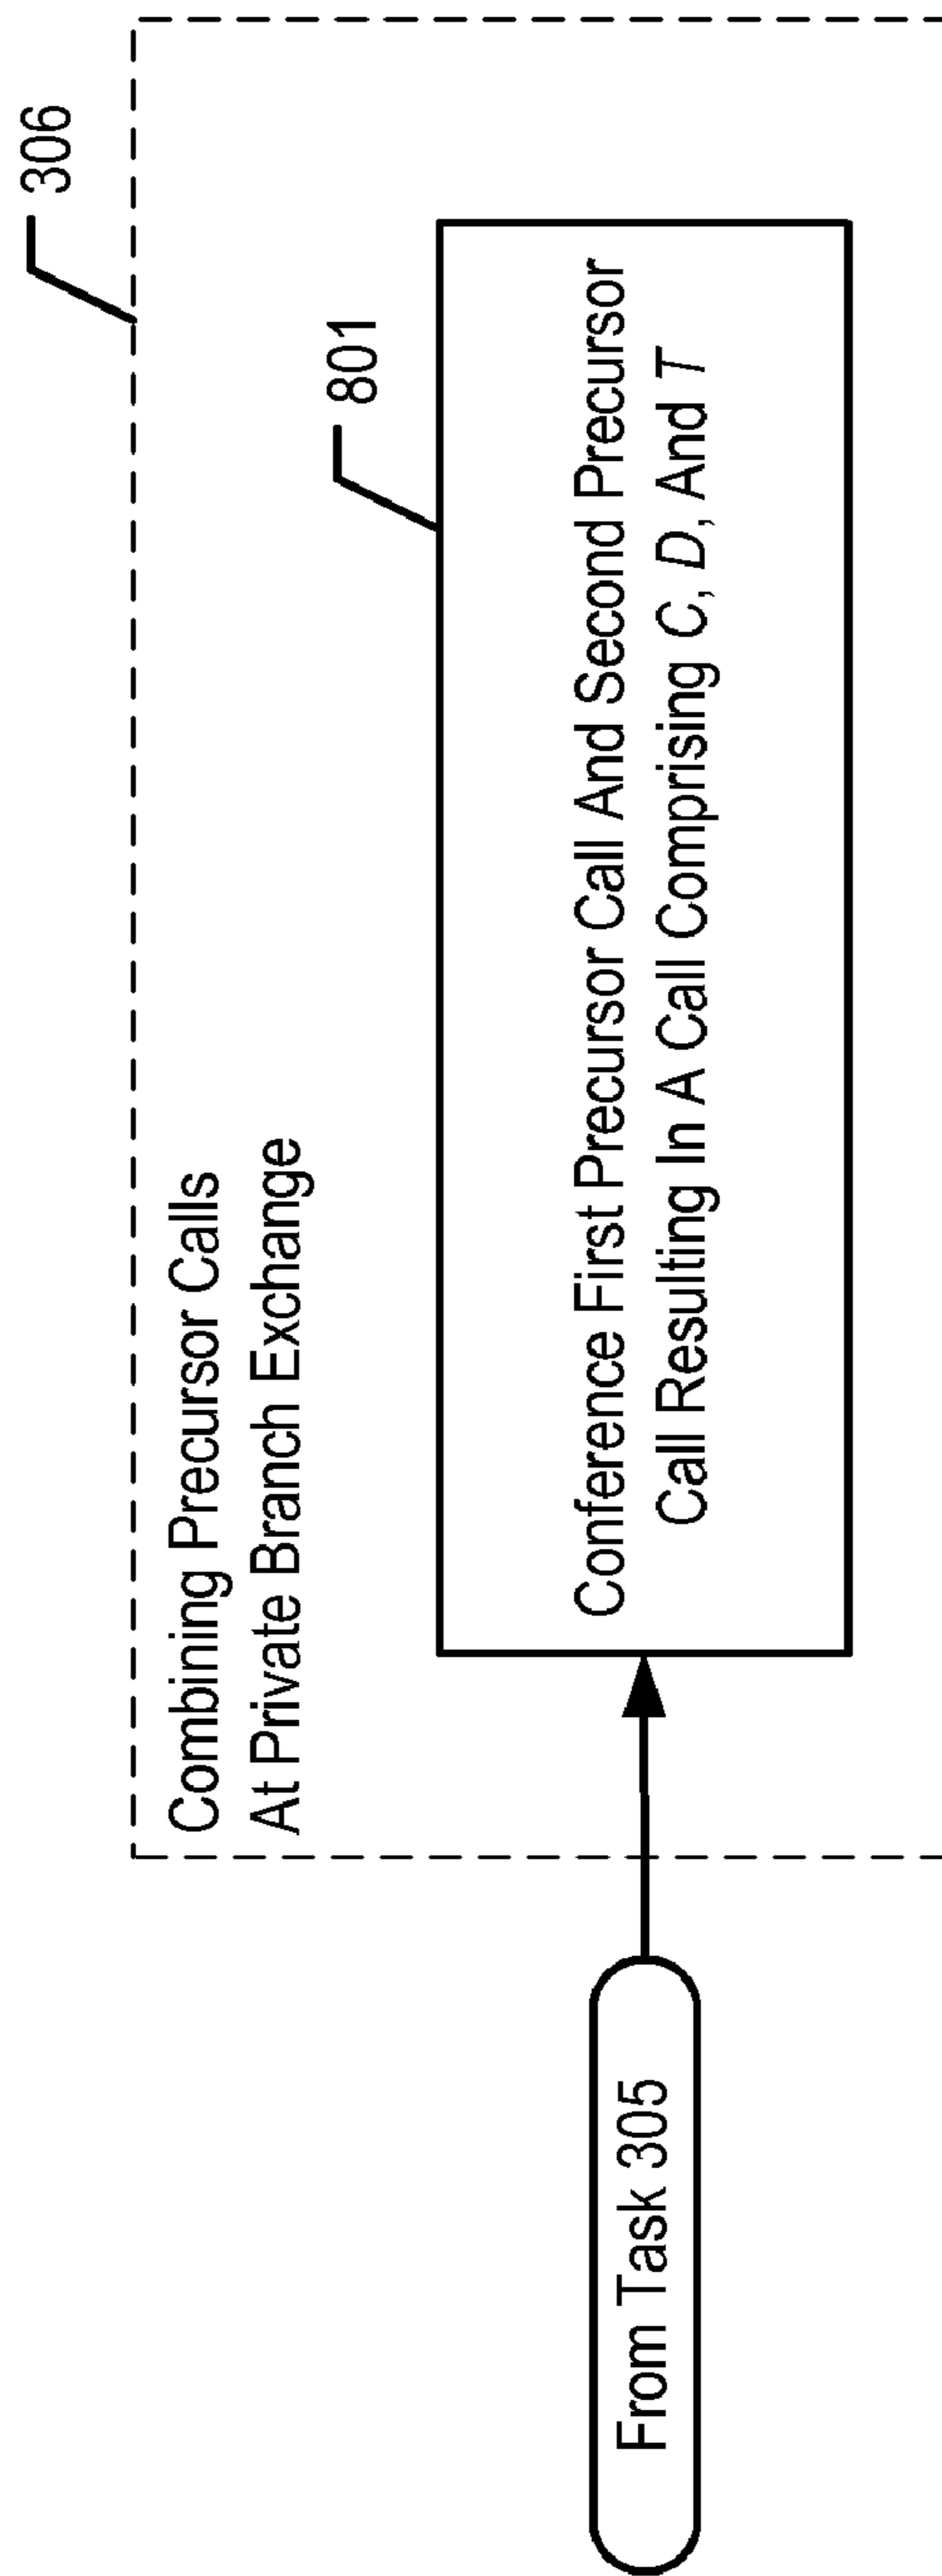 306
Combining Precursor Calls
At Private Branch Exchange
801
Conference First Precursor Call And Second Precursor
Call Resulting In A Call Comprising C, D, And T
From Task 305